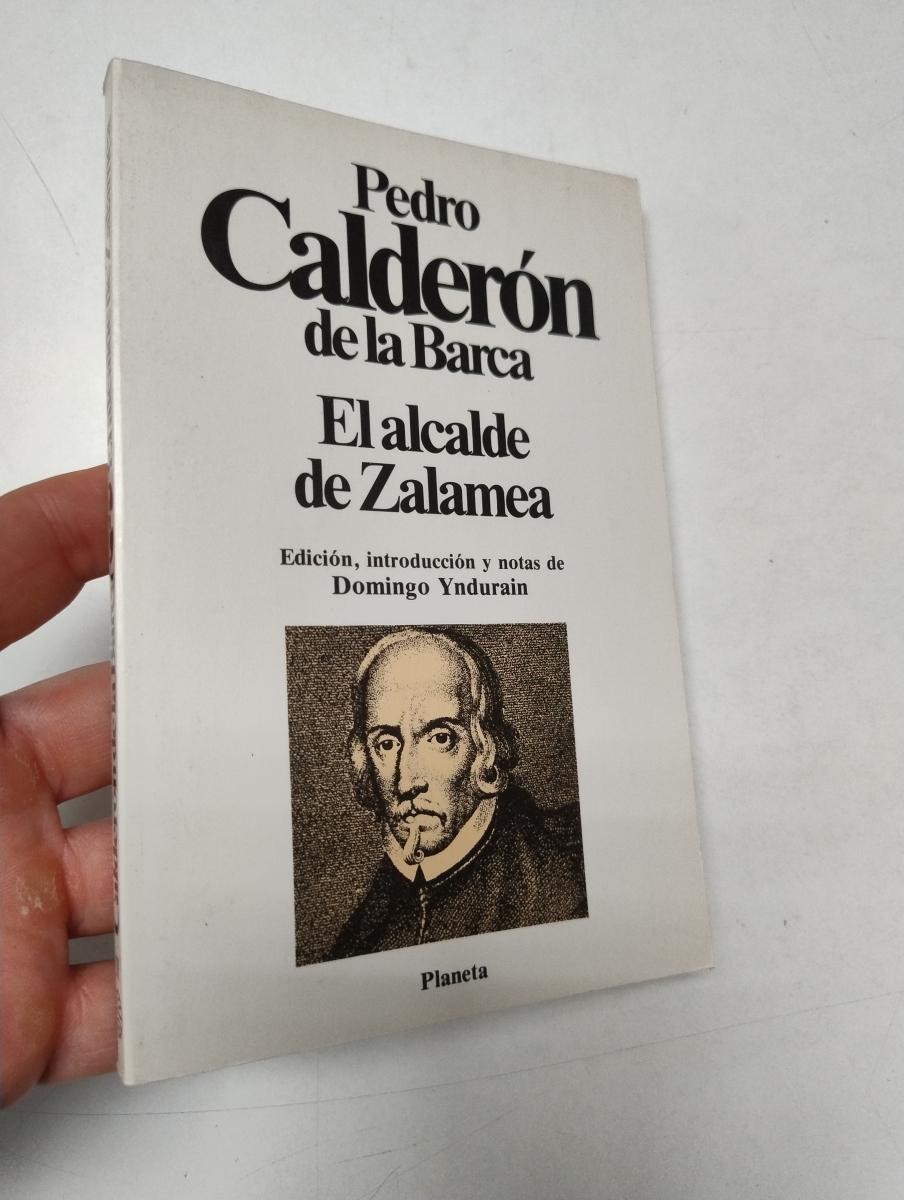 Pedro
Calderón
de la Barca
El alcalde
de Zalamea
Edición, introducción y notas de
Domingo Yndurain
Planeta